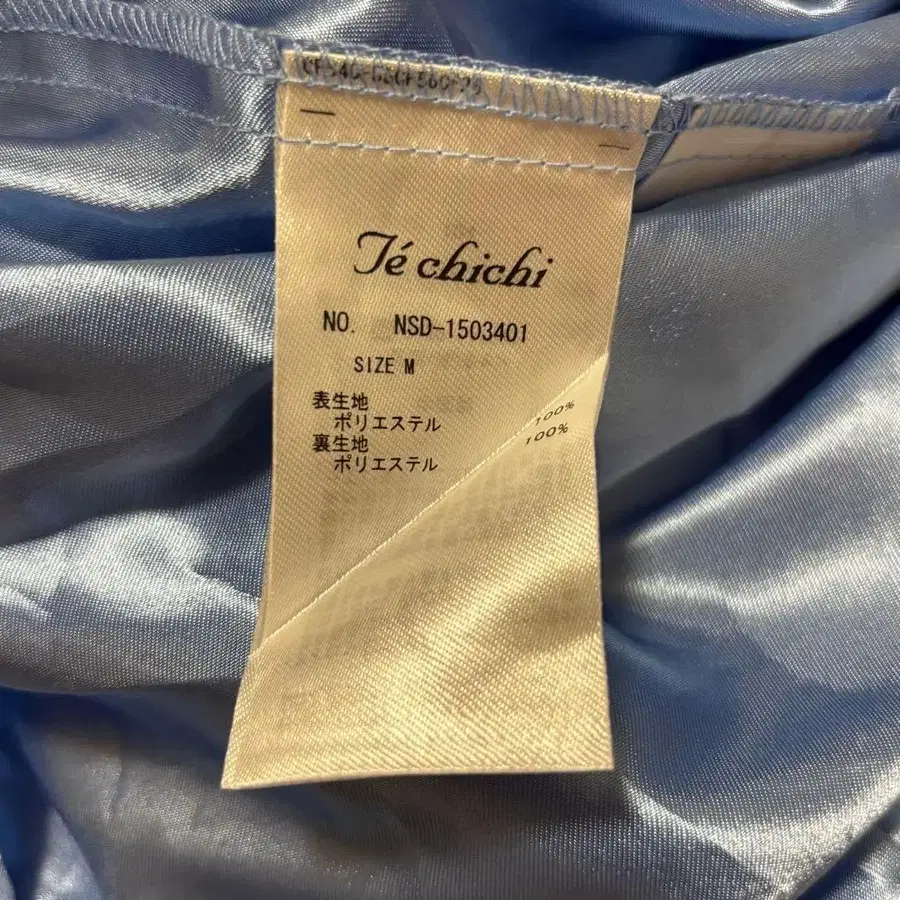 Té chichi
NO. NSD-1503401
SIZE M
表生地
ポリエステル 100%
裏生地
ポリエステル 100%